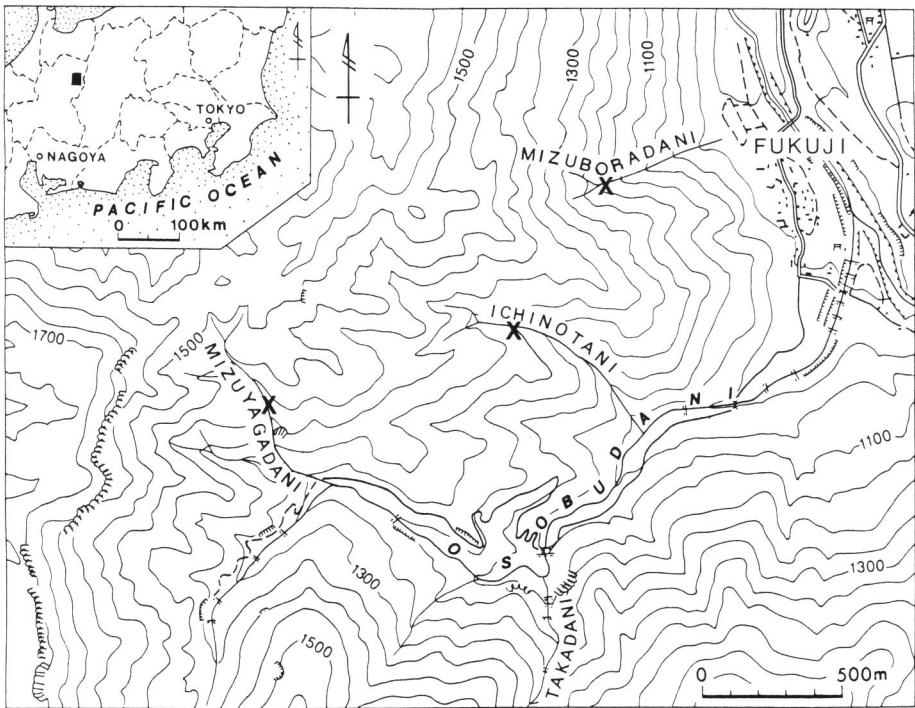 TOKYO
NAGOYA
PACIFIC OCEAN
0 100km
1500
1300
1100
MIZUBORADANI
X
FUKUJI
ICHINOTANI
X
1700
1500
MIZUYAGADANI
X
OSOBUDANI
1100
1300
1300
1500
TAKADANI
0 500m